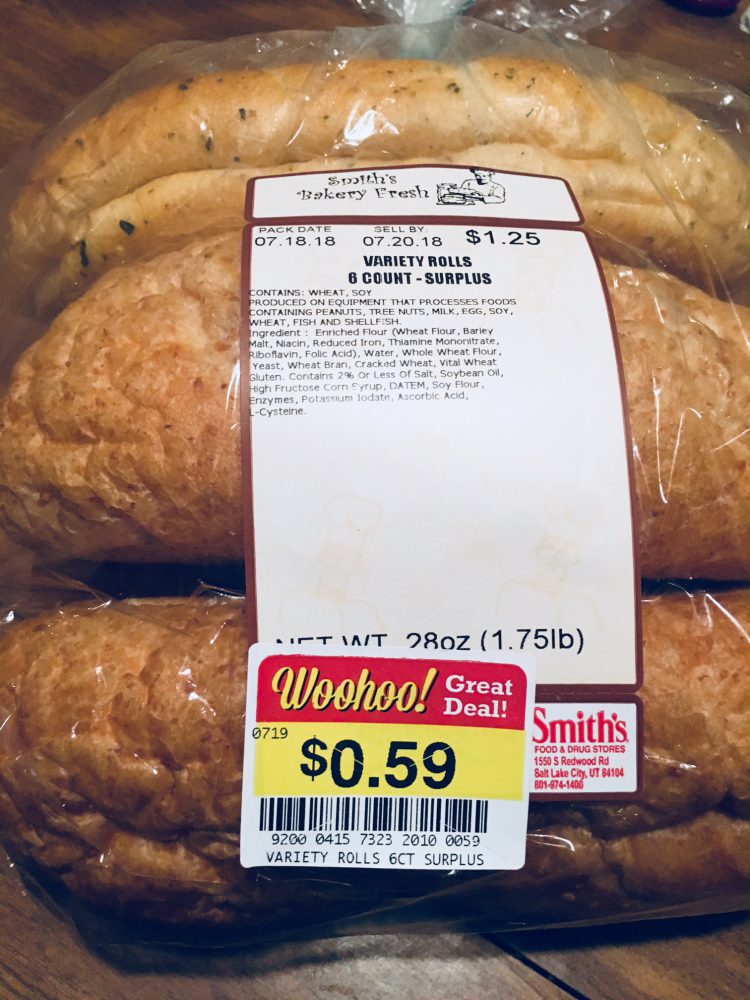 Smith's
Bakery Fresh
PACK DATE SELL BY: $1.25
07.18.18 07.20.18
VARIETY ROLLS
6 COUNT - SURPLUS
CONTAINS: WHEAT, SOY
PRODUCED ON EQUIPMENT THAT PROCESSES FOODS
CONTAINING PEANUTS, TREE NUTS, MILK, EGG, SOY,
WHEAT, FISH AND SHELLFISH.
Ingredient : Enriched Flour (Wheat Flour, Barley
Malt, Niacin, Reduced Iron, Thiamine Mononitrate,
Riboflavin, Folic Acid), Water, Whole Wheat Flour,
Yeast, Wheat Bran, Cracked Wheat, Vital Wheat
Gluten. Contains 2% Or Less Of Salt, Soybean Oil,
High Fructose Corn Syrup, DATEM, Soy Flour,
Enzymes, Potassium Iodate, Ascorbic Acid,
L-Cysteine.
NET WT. 28oz (1.75lb)
Woohoo! Great
Deal!
0719
$0.59
9200 0415 7323 2010 0059
VARIETY ROLLS 6CT SURPLUS
Smith's
FOOD & DRUG STORES
1550 S Redwood Rd
Salt Lake City, UT 84104
801-974-1400